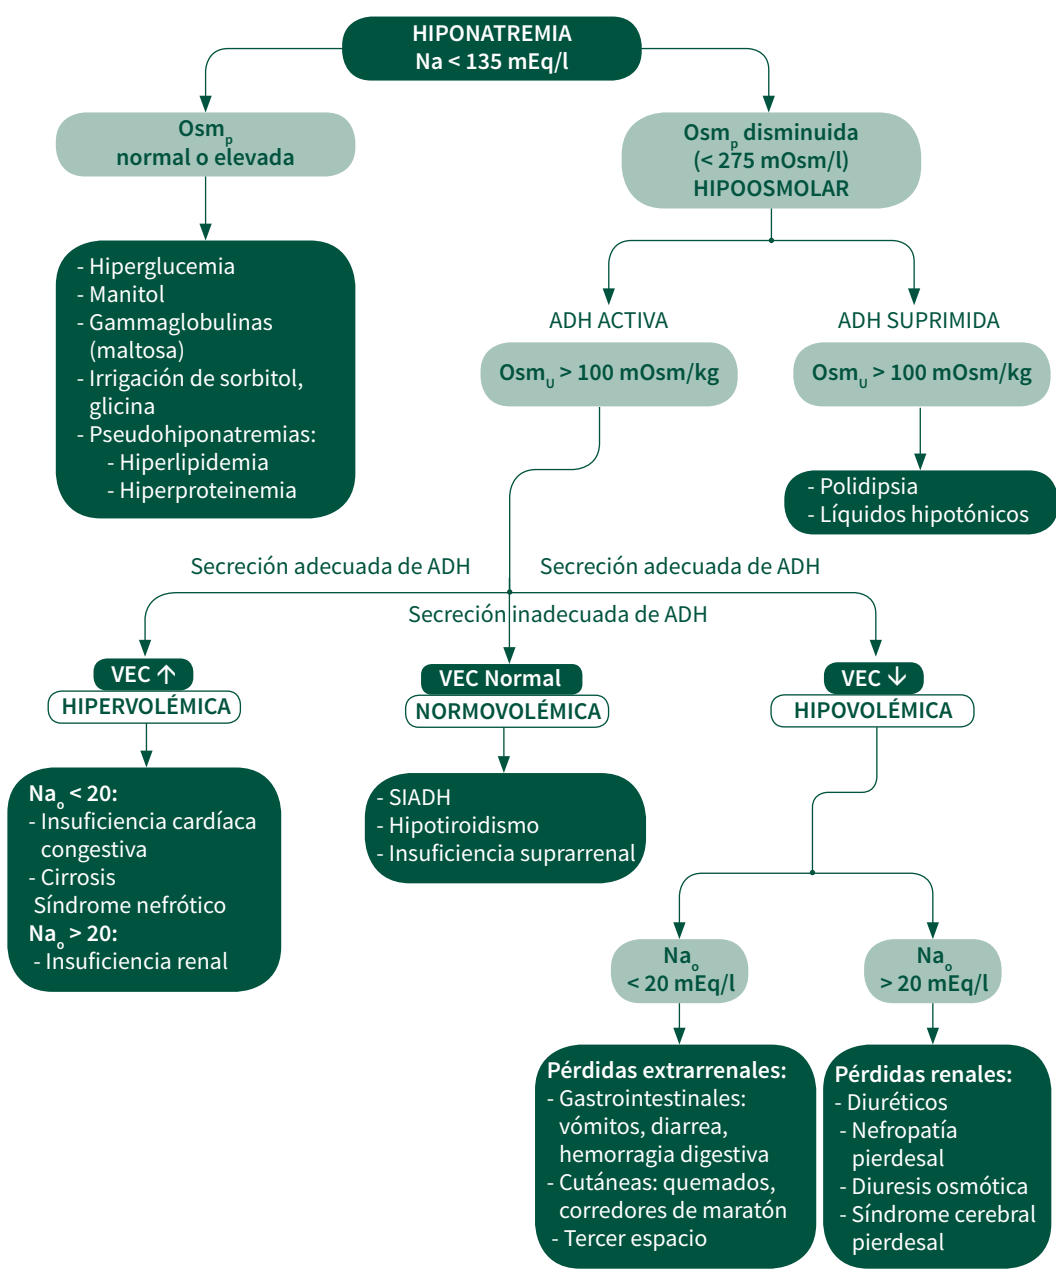 HIPONATREMIA
Na < 135 mEq/l
Osmp
normal o elevada
- Hiperglucemia
- Manitol
- Gammaglobulinas
(maltosa)
- Irrigación de sorbitol,
glicina
- Pseudohiponatremias:
- Hiperlipidemia
- Hiperproteinemia
Osmp disminuida
(< 275 mOsm/l)
HIPOOSMOLAR
ADH ACTIVA
OsmU > 100 mOsm/kg
ADH SUPRIMIDA
OsmU > 100 mOsm/kg
- Polidipsia
- Líquidos hipotónicos
Secreción adecuada de ADH
Secreción adecuada de ADH
Secreción inadecuada de ADH
VEC ↑
HIPERVOLÉMICA
Nao < 20:
- Insuficiencia cardíaca
congestiva
- Cirrosis
Síndrome nefrótico
Nao > 20:
- Insuficiencia renal
VEC Normal
NORMOVOLÉMICA
- SIADH
- Hipotiroidismo
- Insuficiencia suprarrenal
VEC ↓
HIPOVOLÉMICA
Nao
< 20 mEq/l
Pérdidas extrarrenales:
- Gastrointestinales:
vómitos, diarrea,
hemorragia digestiva
- Cutáneas: quemados,
corredores de maratón
- Tercer espacio
Nao
> 20 mEq/l
Pérdidas renales:
- Diuréticos
- Nefropatía
pierdesal
- Diuresis osmótica
- Síndrome cerebral
pierdesal